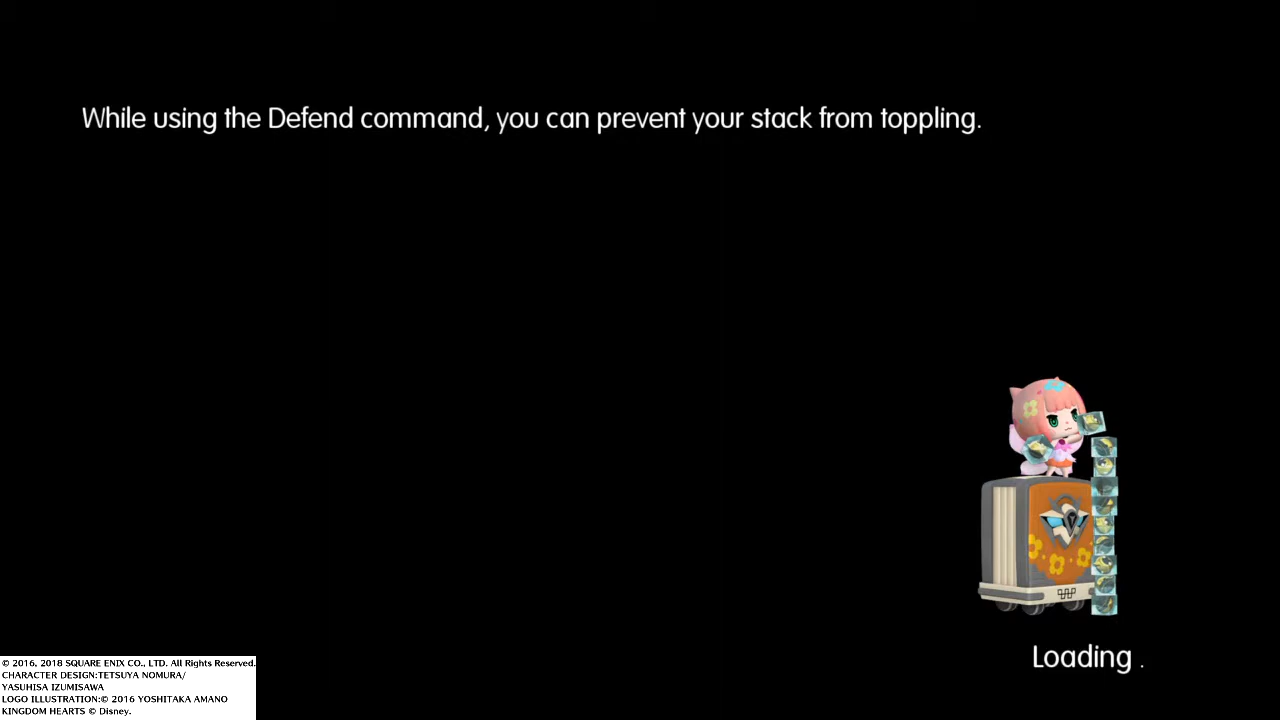 While using the Defend command, you can prevent your stack from toppling.
Loading .
© 2016, 2018 SQUARE ENIX CO., LTD. All Rights Reserved.
CHARACTER DESIGN:TETSUYA NOMURA/
YASUHISA IZUMISAWA
LOGO ILLUSTRATION:© 2016 YOSHITAKA AMANO
KINGDOM HEARTS © Disney.